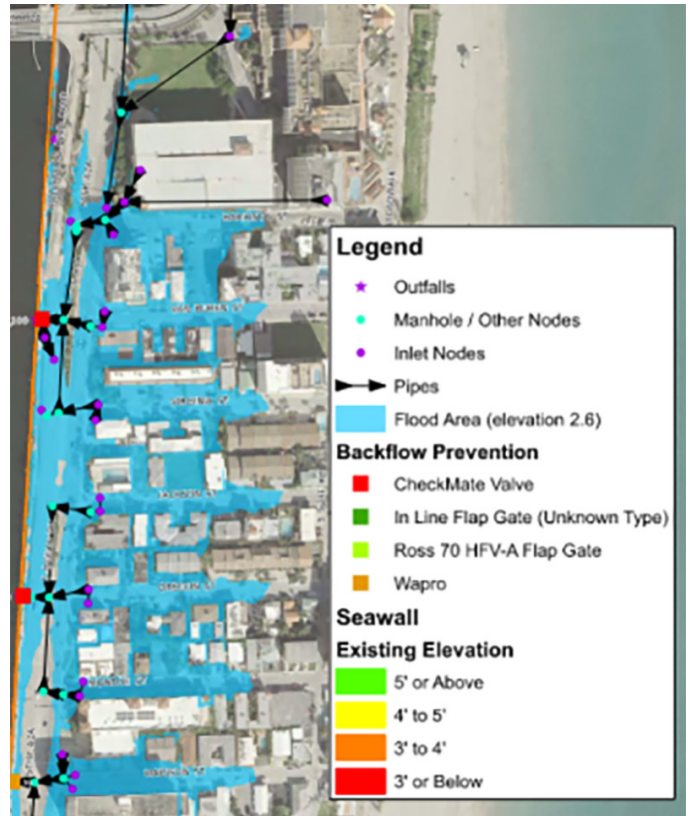 Legend
Outfalls
Manhole / Other Nodes
Inlet Nodes
Pipes
Flood Area (elevation 2.6)
Backflow Prevention
CheckMate Valve
In Line Flap Gate (Unknown Type)
Ross 70 HFV-A Flap Gate
Wapro
Seawall
Existing Elevation
5' or Above
4' to 5'
3' to 4'
3' or Below